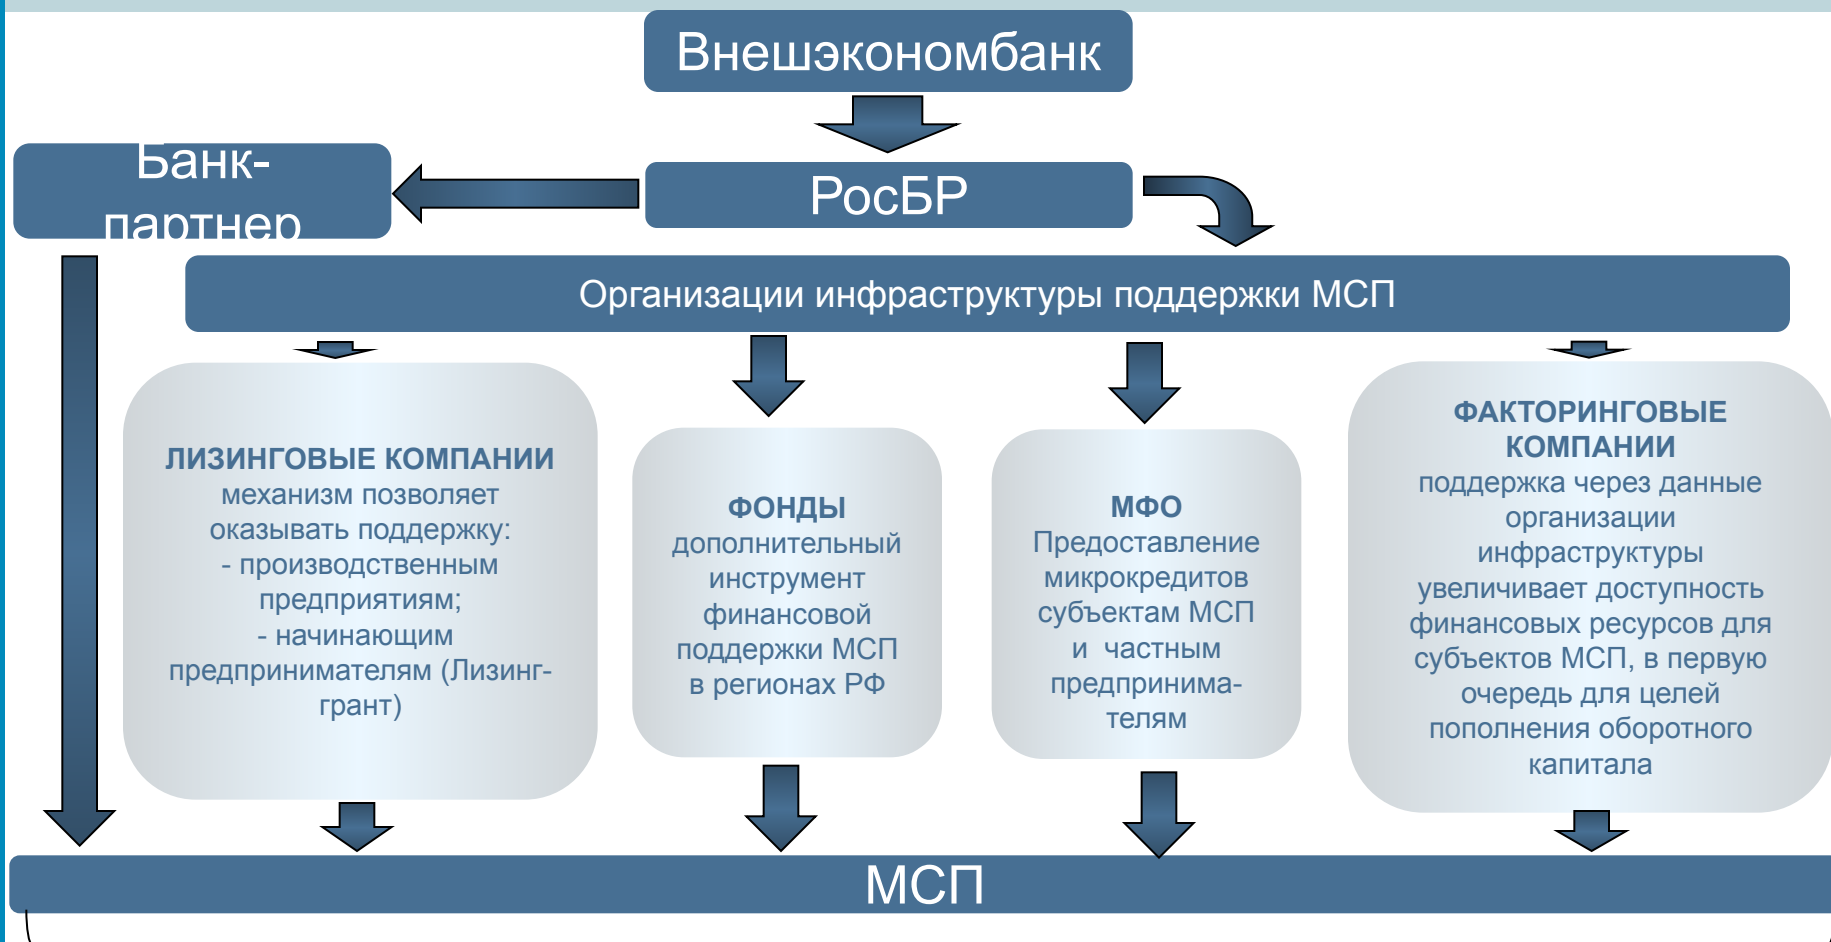 Внешэкономбанк
Банк-
партнер
РосБР
Организации инфраструктуры поддержки МСП
ЛИЗИНГОВЫЕ КОМПАНИИ
механизм позволяет
оказывать поддержку:
- производственным
предприятиям;
- начинающим
предпринимателям (Лизинг-
грант)
ФОНДЫ
дополнительный
инструмент
финансовой
поддержки МСП
в регионах РФ
МФО
Предоставление
микрокредитов
субъектам МСП
и частным
предпринима-
телям
ФАКТОРИНГОВЫЕ
КОМПАНИИ
поддержка через данные
организации
инфраструктуры
увеличивает доступность
финансовых ресурсов для
субъектов МСП, в первую
очередь для целей
пополнения оборотного
капитала
МСП